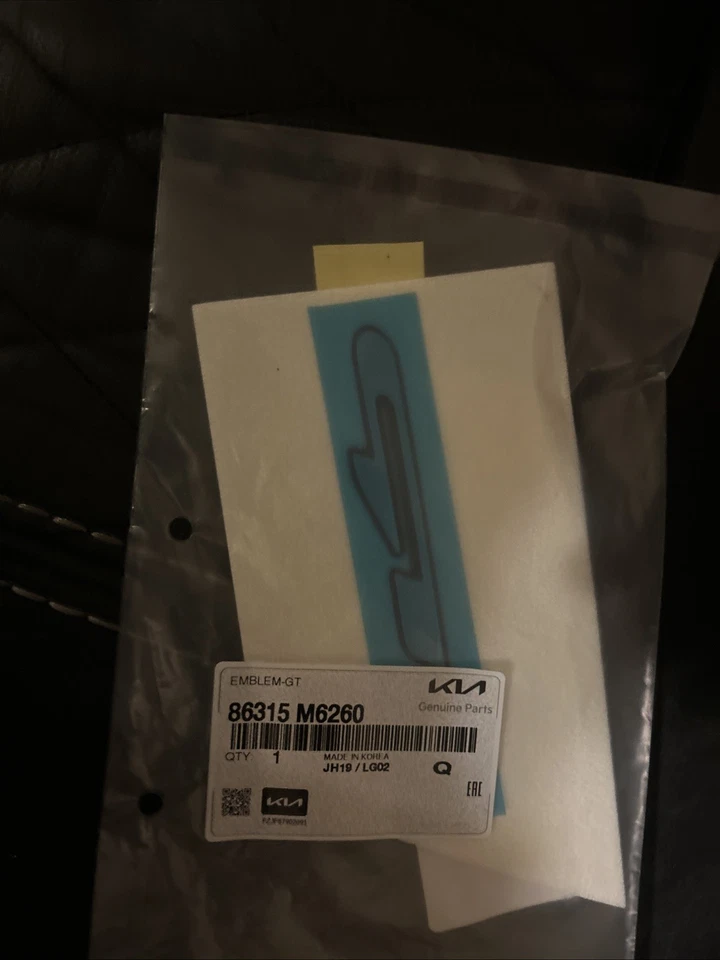 EMBLEM-GT
KIA
86315 M6260
Genuine Parts
QTY 1
MADE IN KOREA
JH19 / LG02
Q
EAC
KIA